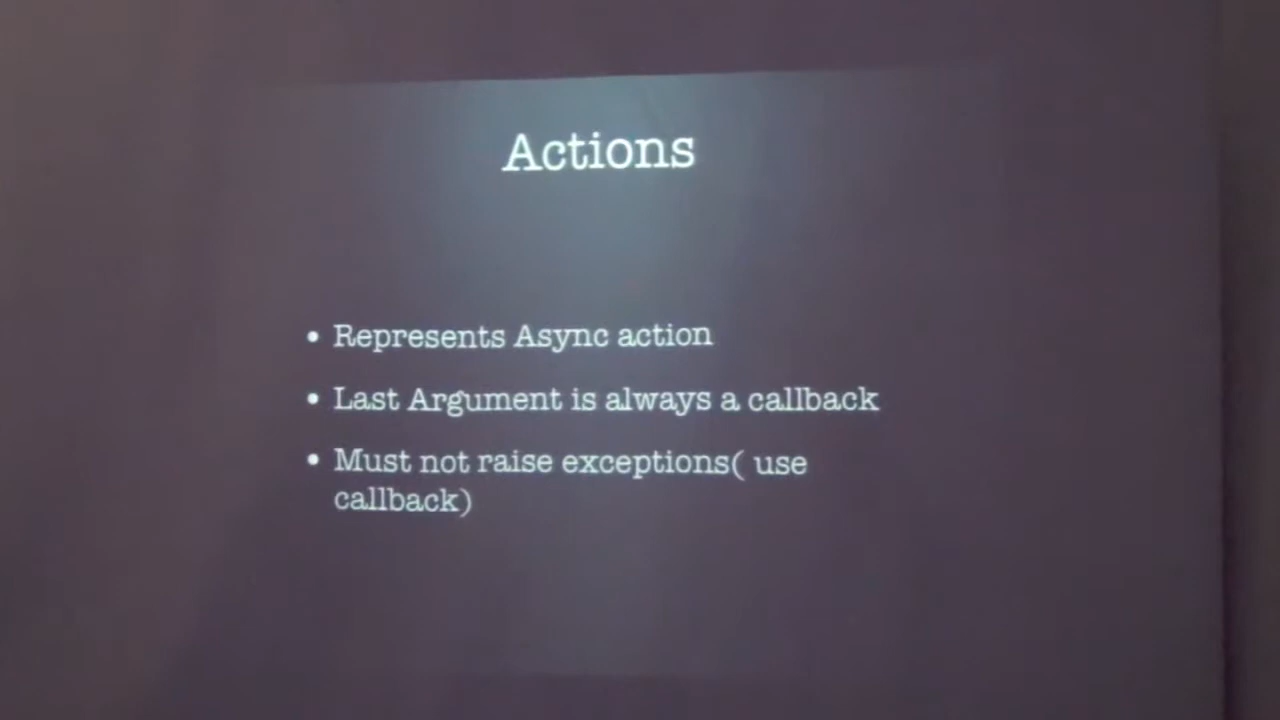 Actions
• Represents Async action
• Last Argument is always a callback
• Must not raise exceptions( use
callback)